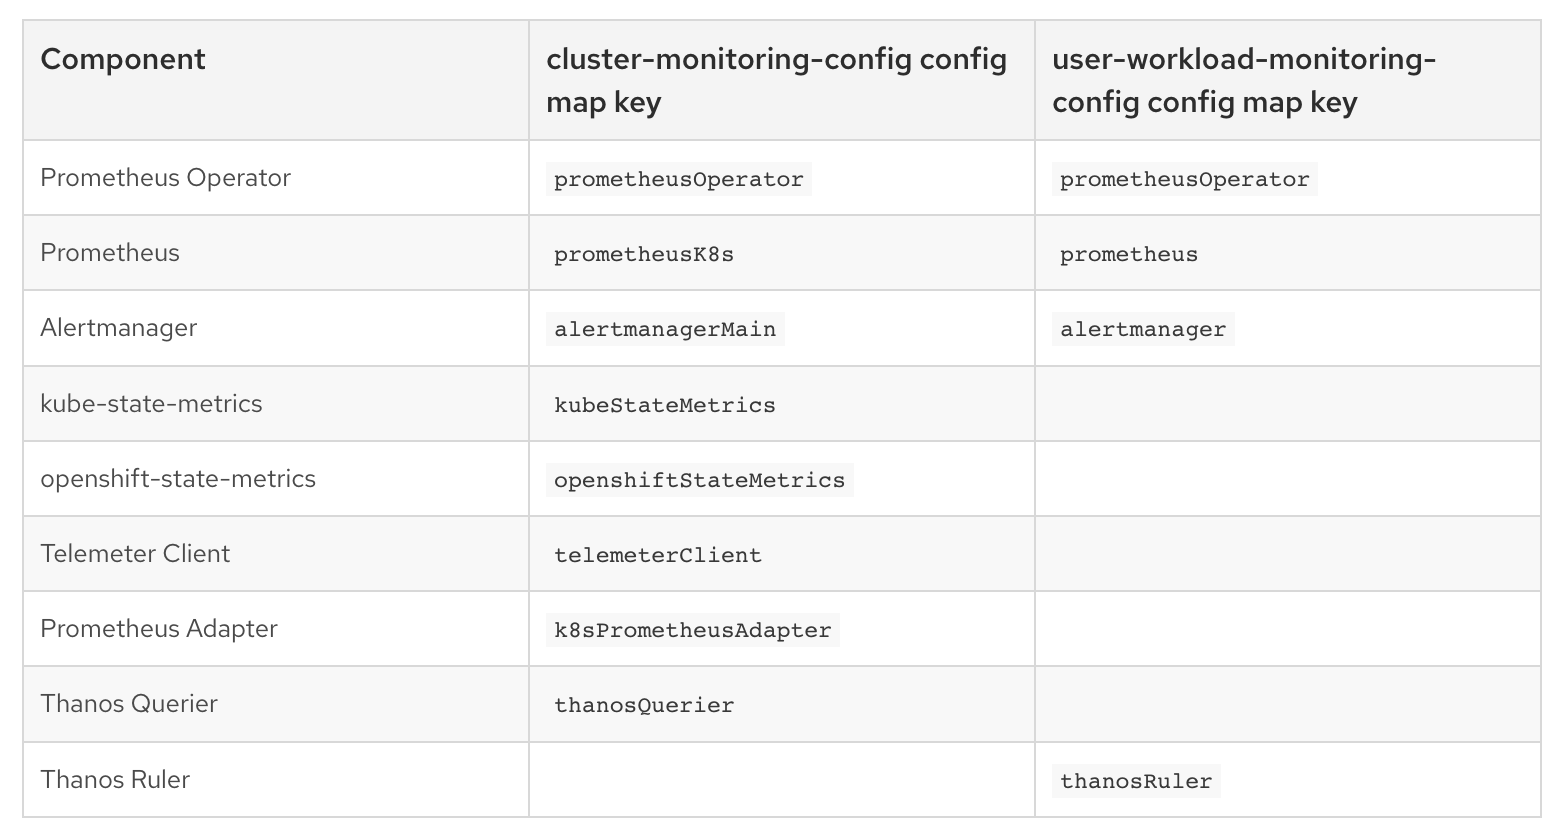 Component
cluster-monitoring-config config
map key
user-workload-monitoring-
config config map key
Prometheus Operator
prometheusOperator
prometheusOperator
Prometheus
prometheusK8s
prometheus
Alertmanager
alertmanagerMain
alertmanager
kube-state-metrics
kubeStateMetrics
openshift-state-metrics
openshiftStateMetrics
Telemeter Client
telemeterClient
Prometheus Adapter
k8sPrometheusAdapter
Thanos Querier
thanosQuerier
Thanos Ruler
thanosRuler